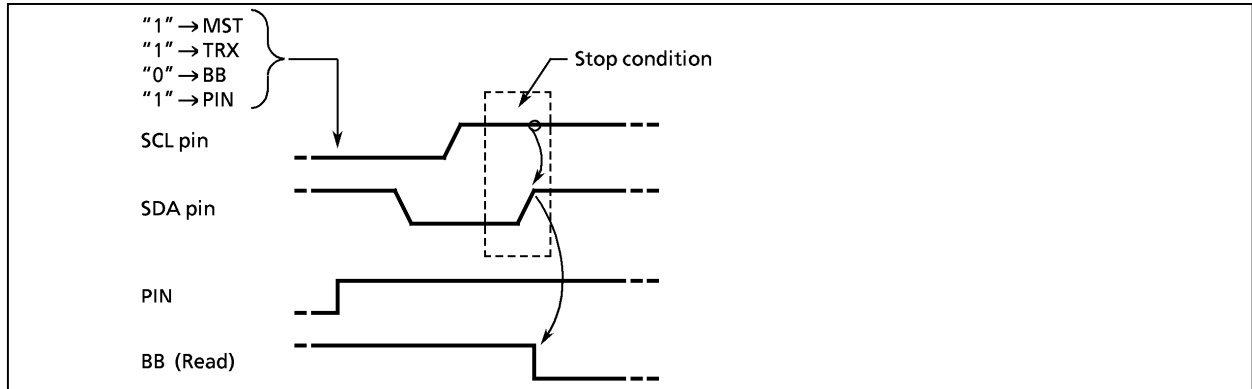 “1” → MST
“1” → TRX
“0” → BB
“1” → PIN
Stop condition
SCL pin
SDA pin
PIN
BB (Read)